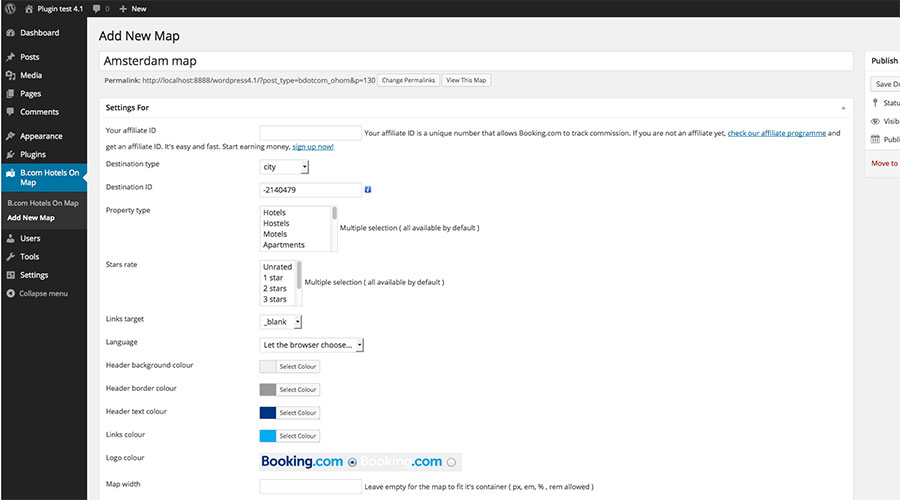 Plugin test 4.1 0 + New
Dashboard
Posts
Media
Pages
Comments
Appearance
Plugins
B.com Hotels On
Map
B.com Hotels On Map
Add New Map
Users
Tools
Settings
Collapse menu
Add New Map
Amsterdam map
Permalink: http://localhost:8888/wordpress4.1/?post_type=bdotcom_ohom&p=130 Change Permalinks View This Map
Settings For
Your affiliate ID Your affiliate ID is a unique number that allows Booking.com to track commission. If you are not an affiliate yet, check our affiliate programme and
get an affiliate ID. It's easy and fast. Start earning money, sign up now!
Destination type city
Destination ID -2140479 i
Property type
Hotels
Hostels
Motels
Apartments
Multiple selection ( all available by default )
Stars rate
Unrated
1 star
2 stars
3 stars
Multiple selection ( all available by default )
Links target _blank
Language Let the browser choose...
Header background colour Select Colour
Header border colour Select Colour
Header text colour Select Colour
Links colour Select Colour
Logo colour Booking.com Booking.com
Map width Leave empty for the map to fit it's container ( px, em, % , rem allowed )
Publish
Save D
Statu
Visib
Publi
Move to